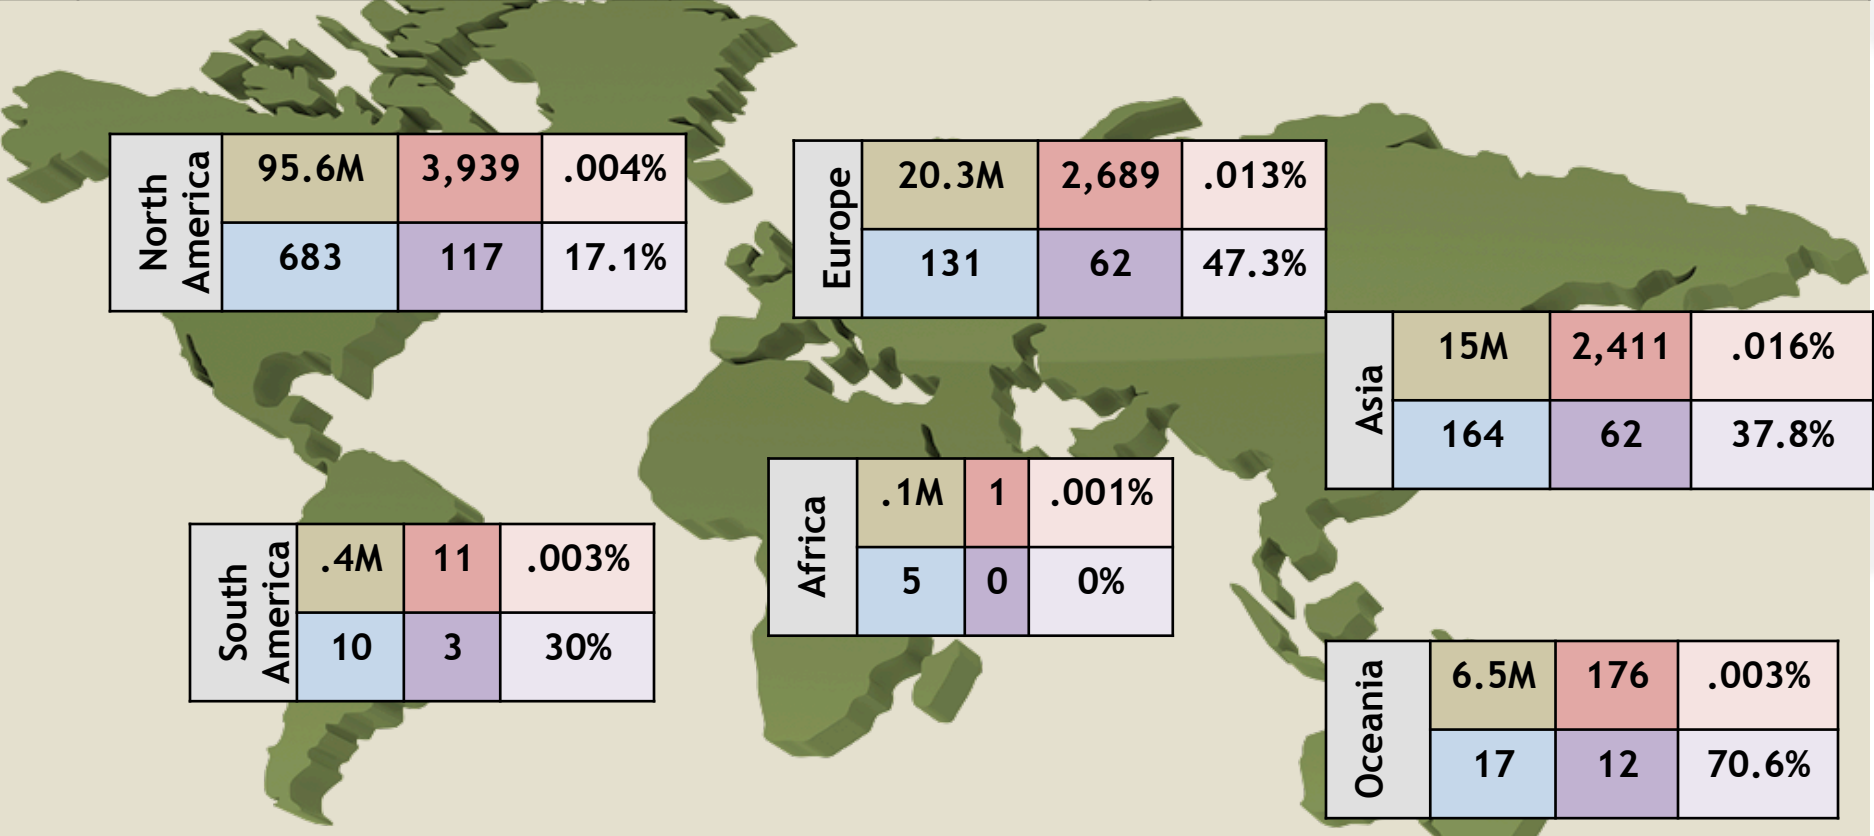 North
America
95.6M 3,939 .004%
683 117 17.1%
Europe
20.3M 2,689 .013%
131 62 47.3%
Asia
15M 2,411 .016%
164 62 37.8%
Africa
.1M 1 .001%
5 0 0%
South
America
.4M 11 .003%
10 3 30%
Oceania
6.5M 176 .003%
17 12 70.6%